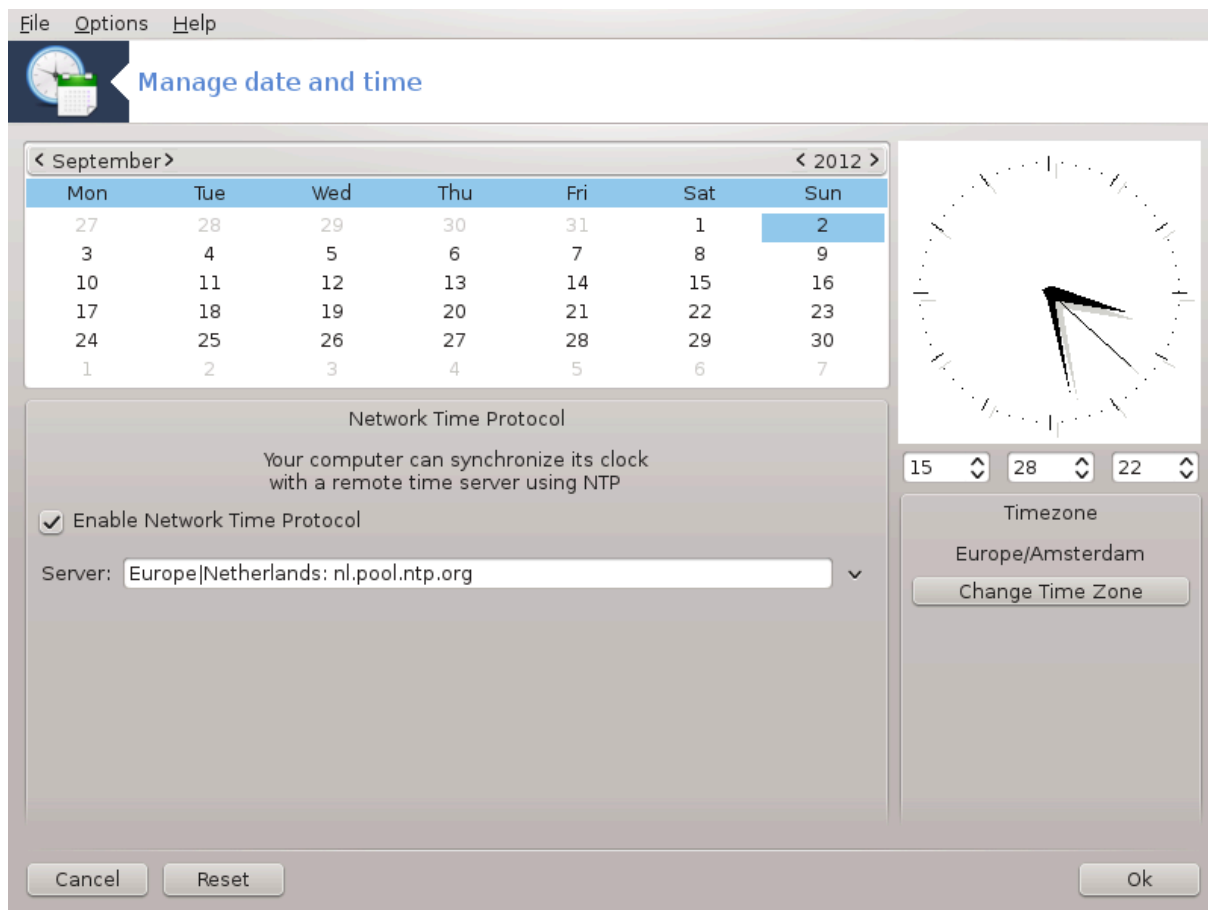 File Options Help
Manage date and time
< September >
< 2012 >
Mon Tue Wed Thu Fri Sat Sun
27 28 29 30 31 1 2
3 4 5 6 7 8 9
10 11 12 13 14 15 16
17 18 19 20 21 22 23
24 25 26 27 28 29 30
1 2 3 4 5 6 7
Network Time Protocol
Your computer can synchronize its clock
with a remote time server using NTP
Enable Network Time Protocol
Server: Europe|Netherlands: nl.pool.ntp.org
15 28 22
Timezone
Europe/Amsterdam
Change Time Zone
Cancel Reset Ok